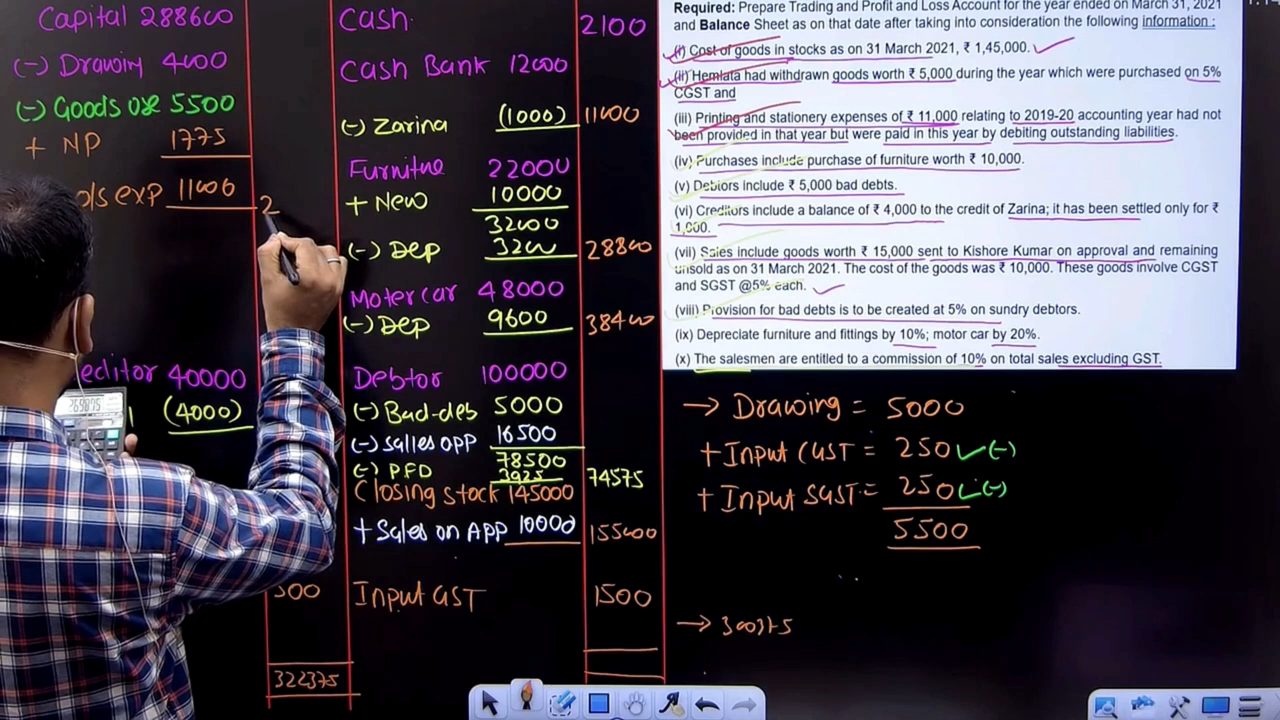 Capital 288600
(-) Drawing 4000
(-) Goods use 5500
+ NP 1775
o/s exp 11000
2
editor 40000
(4000)
500
322375
Cash 2100
Cash Bank 12000
(-) Zarina (1000) 11000
Furnitue 22000
+ New 10000
32000
(-) Dep 3200 28800
Moter car 48000
(-) Dep 9600 38400
Debtor 100000
(-) Bad-deb 5000
(-) Salles opp 16500
78500
(-) PFD 3925 74575
Closing stock 145000
+ Sales on App 10000 155000
Input GST 1500
Required: Prepare Trading and Profit and Loss Account for the year ended on March 31, 2021
and Balance Sheet as on that date after taking into consideration the following information :
(i) Cost of goods in stocks as on 31 March 2021, ₹ 1,45,000.
(ii) Hemlata had withdrawn goods worth ₹ 5,000 during the year which were purchased on 5%
CGST and
(iii) Printing and stationery expenses of ₹ 11,000 relating to 2019-20 accounting year had not
been provided in that year but were paid in this year by debiting outstanding liabilities.
(iv) Purchases include purchase of furniture worth ₹ 10,000.
(v) Debtors include ₹ 5,000 bad debts.
(vi) Creditors include a balance of ₹ 4,000 to the credit of Zarina; it has been settled only for ₹
1,000.
(vii) Sales include goods worth ₹ 15,000 sent to Kishore Kumar on approval and remaining
unsold as on 31 March 2021. The cost of the goods was ₹ 10,000. These goods involve CGST
and SGST @5% each.
(viii) Provision for bad debts is to be created at 5% on sundry debtors.
(ix) Depreciate furniture and fittings by 10%; motor car by 20%.
(x) The salesmen are entitled to a commission of 10% on total sales excluding GST.
→ Drawing = 5000
+ Input CGST = 250 ✓(-)
+ Input SGST = 250 ✓(-)
5500
→ 300375